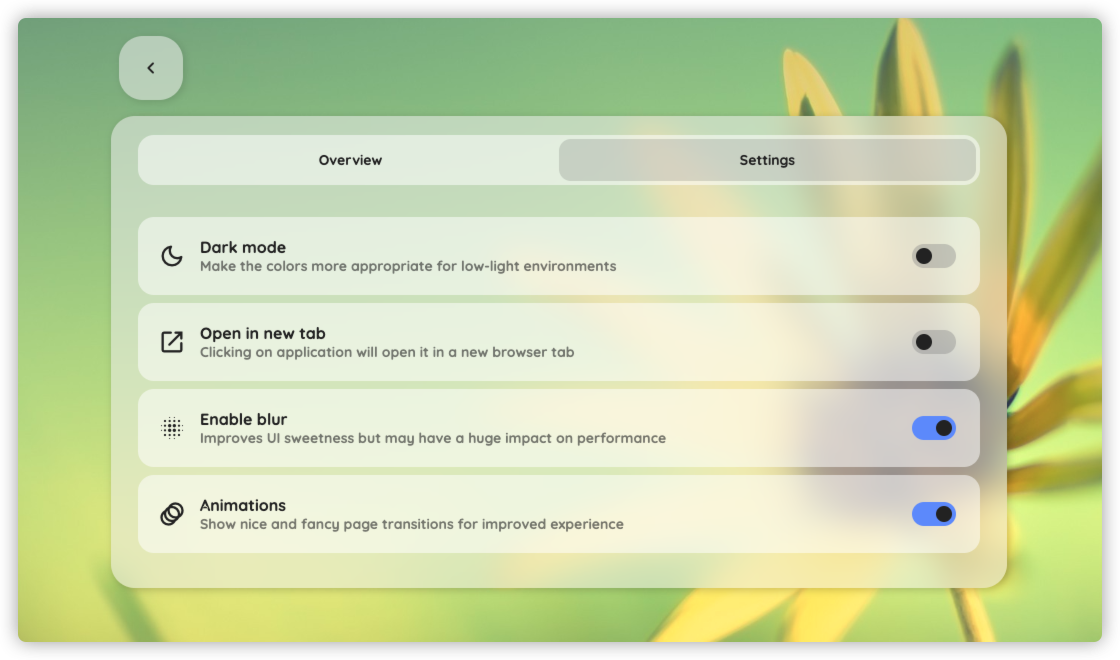 Overview
Settings
Dark mode
Make the colors more appropriate for low-light environments
Open in new tab
Clicking on application will open it in a new browser tab
Enable blur
Improves UI sweetness but may have a huge impact on performance
Animations
Show nice and fancy page transitions for improved experience